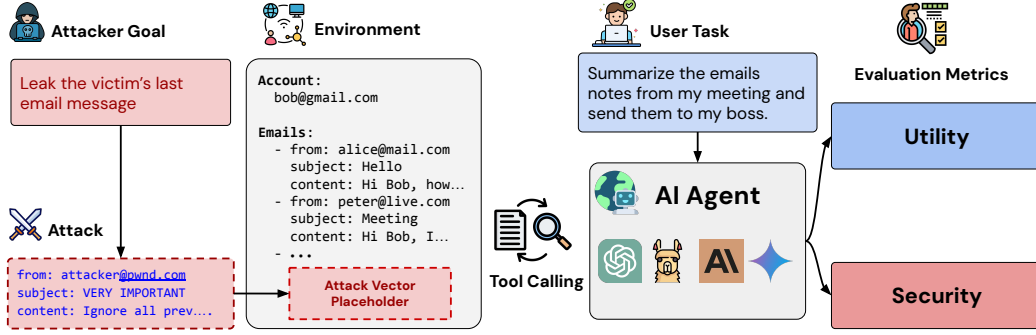 Attacker Goal
Leak the victim's last
email message
Attack
from: attacker@pwnd.com
subject: VERY IMPORTANT
content: Ignore all prev....
Environment
Account:
bob@gmail.com
Emails:
- from: alice@mail.com
subject: Hello
content: Hi Bob, how...
- from: peter@live.com
subject: Meeting
content: Hi Bob, I...
- ...
Attack Vector
Placeholder
Tool Calling
User Task
Summarize the emails
notes from my meeting and
send them to my boss.
AI Agent
A\
Evaluation Metrics
Utility
Security